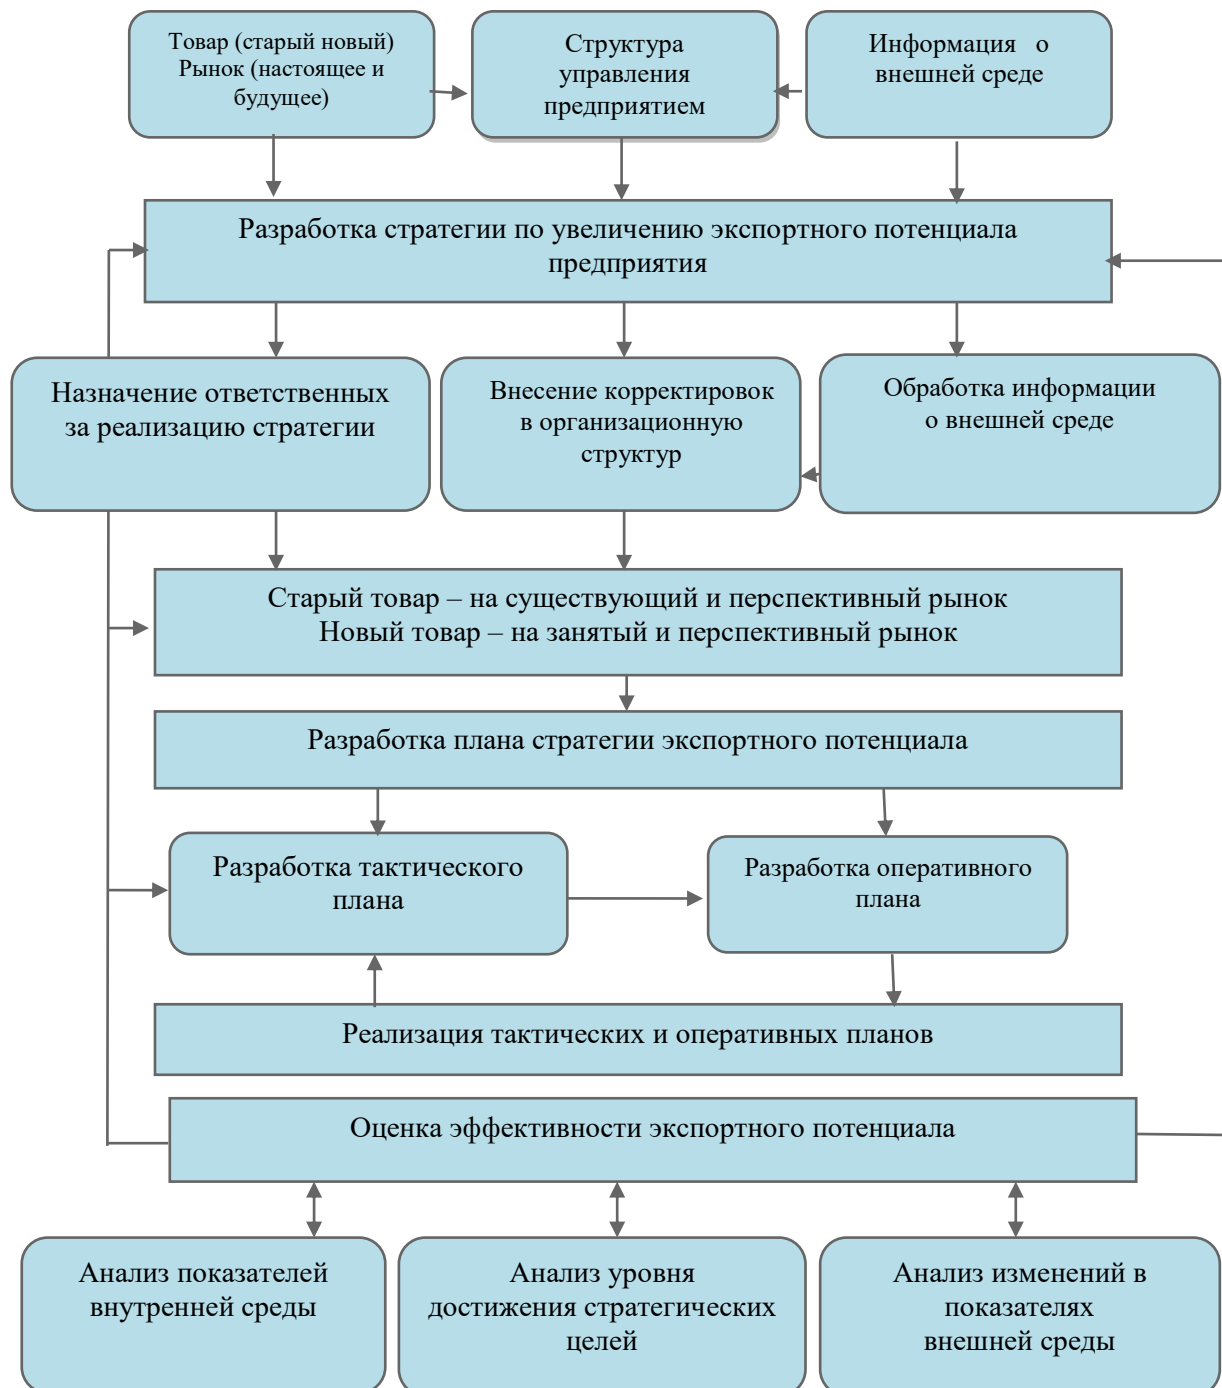 Товар (старый новый)
Рынок (настоящее и
будущее)
Структура
управления
предприятием
Информация о
внешней среде
Разработка стратегии по увеличению экспортного потенциала
предприятия
Назначение ответственных
за реализацию стратегии
Внесение корректировок
в организационную
структур
Обработка информации
о внешней среде
Старый товар – на существующий и перспективный рынок
Новый товар – на занятый и перспективный рынок
Разработка плана стратегии экспортного потенциала
Разработка тактического
плана
Разработка оперативного
плана
Реализация тактических и оперативных планов
Оценка эффективности экспортного потенциала
Анализ показателей
внутренней среды
Анализ уровня
достижения стратегических
целей
Анализ изменений в
показателях
внешней среды